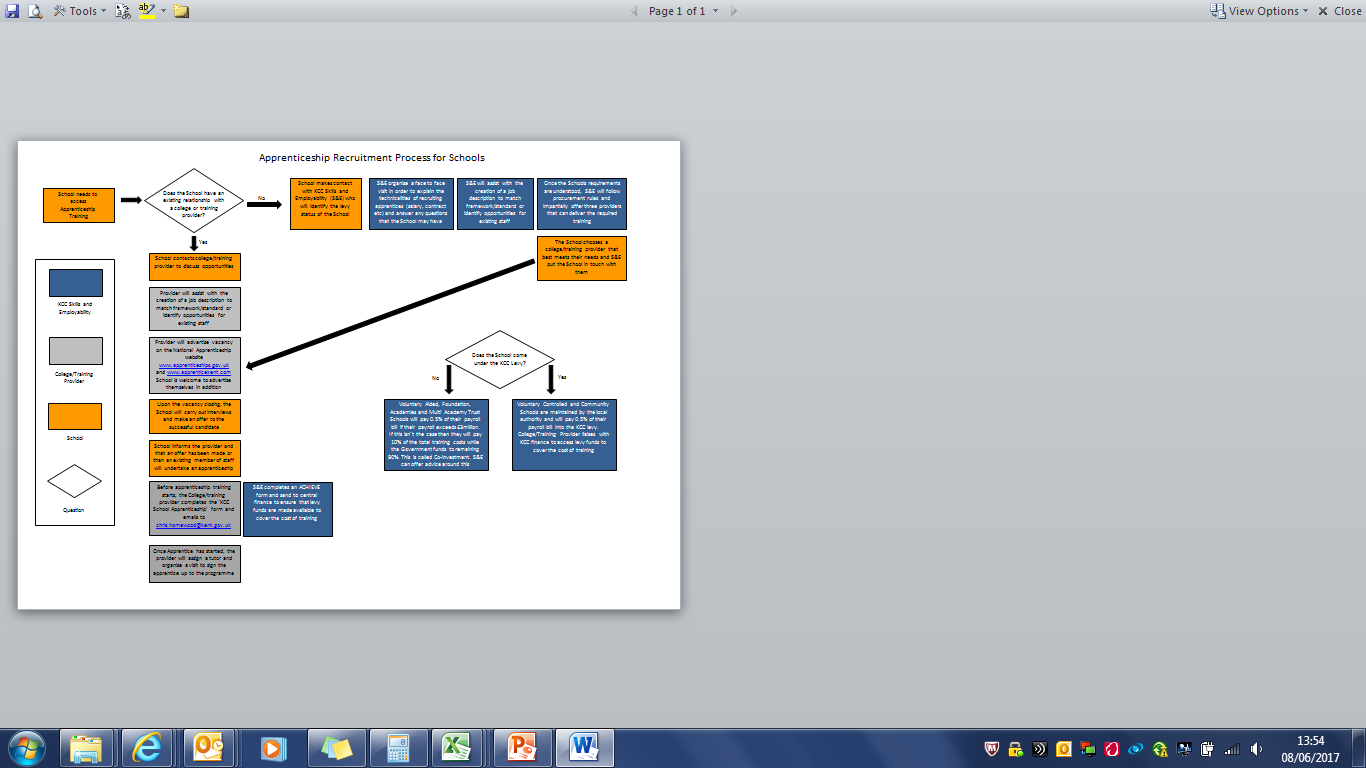 Tools
ab
Page 1 of 1
View Options
Close
Apprenticeship Recruitment Process for Schools
School needs to
access
Apprenticeship
Training
Does the School have an
existing relationship with
a college or training
provider?
No
School makes contact
with KCC Skills and
Employability (S&E) who
will identify the levy
status of the School
S&E organise a face to face
visit in order to explain the
technicalities of recruiting
apprentices (salary, contract
etc) and answer any questions
that the School may have
S&E will assist with the
creation of a job
description to match
framework/standard or
identify opportunities for
existing staff
Once the Schools requirements
are understood, S&E will follow
procurement rules and
impartially offer three providers
that can deliver the required
training
Yes
The School chooses a
college/training provider that
best meets their needs and S&E
put the School in touch with
them
School contacts college/training
provider to discuss opportunities
KCC Skills and
Employability
College/Training
Provider
School
Question
Provider will assist with the
creation of a job description to
match framework/standard or
identify opportunities for
existing staff
Provider will advertise vacancy
on the National Apprenticeship
website
www.apprenticeships.gov.uk
and www.apprenticekent.com
School is welcome to advertise
themselves in addition
Upon the vacancy closing, the
School will carry out interviews
and make an offer to the
successful candidate
School informs the provider and
that an offer has been made or
than an existing member of staff
will undertake an apprenticeship
Before apprenticeship training
starts, the College/training
provider completes the 'KCC
School Apprenticeship' form and
emails to
chris.homewood@kent.gov.uk
S&E completes an ACHIEVE
form and send to central
finance to ensure that levy
funds are made available to
cover the cost of training
Once Apprentice has started, the
provider will assign a tutor and
organise a visit to sign the
apprentice up to the programme
Does the School come
under the KCC Levy?
No
Yes
Voluntary Aided, Foundation,
Academies and Multi Academy Trust
Schools will pay 0.5% of their payroll
bill if their payroll exceeds £3million.
If this isn't the case then they will pay
10% of the total training costs while
the Government funds to remaining
90%. This is called Co-Investment. S&E
can offer advice around this
Voluntary Controlled and Community
Schools are maintained by the local
authority and will pay 0.5% of their
payroll bill into the KCC levy.
College/Training Provider liaises with
KCC finance to access levy funds to
cover the cost of training
13:54
08/06/2017